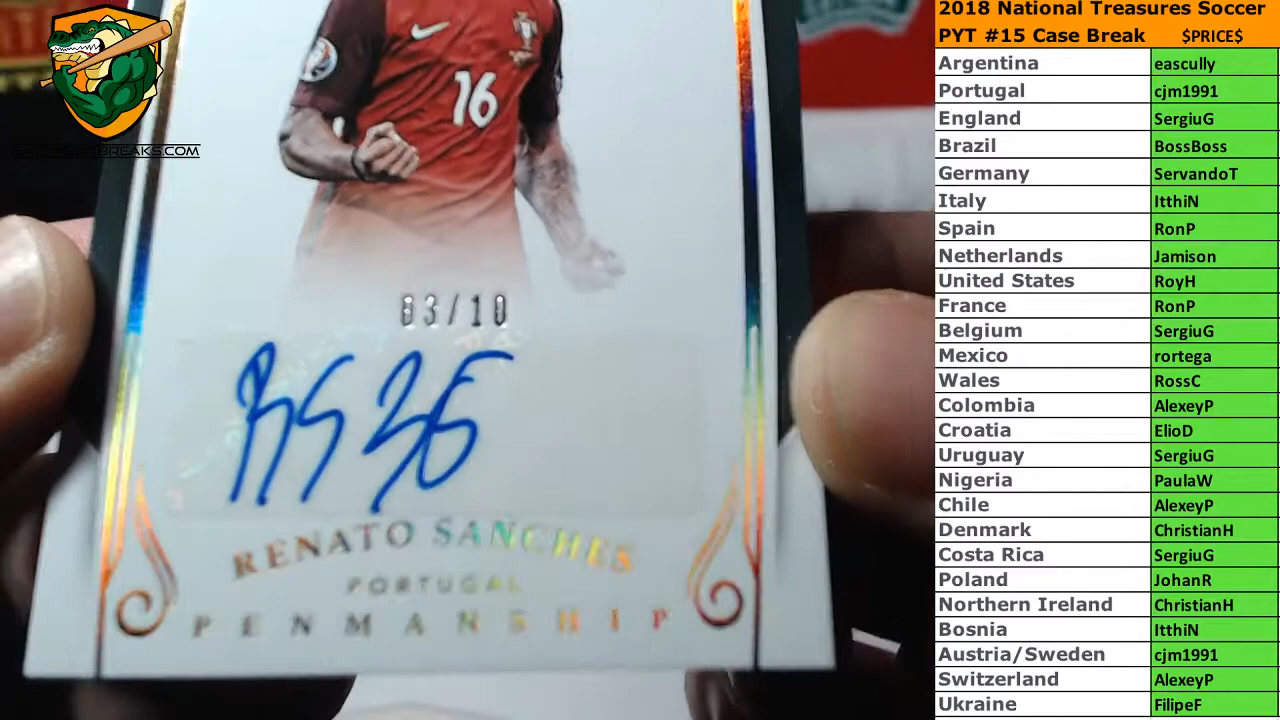 BREAKS.COM
16
03/10
RENATO SANCHES
PORTUGAL
PENMANSHIP
2018 National Treasures Soccer
PYT #15 Case Break $PRICE$
Argentina eascully
Portugal cjm1991
England SergiuG
Brazil BossBoss
Germany ServandoT
Italy ItthiN
Spain RonP
Netherlands Jamison
United States RoyH
France RonP
Belgium SergiuG
Mexico rortega
Wales RossC
Colombia AlexeyP
Croatia ElioD
Uruguay SergiuG
Nigeria PaulaW
Chile AlexeyP
Denmark ChristianH
Costa Rica SergiuG
Poland JohanR
Northern Ireland ChristianH
Bosnia ItthiN
Austria/Sweden cjm1991
Switzerland AlexeyP
Ukraine FilipeF